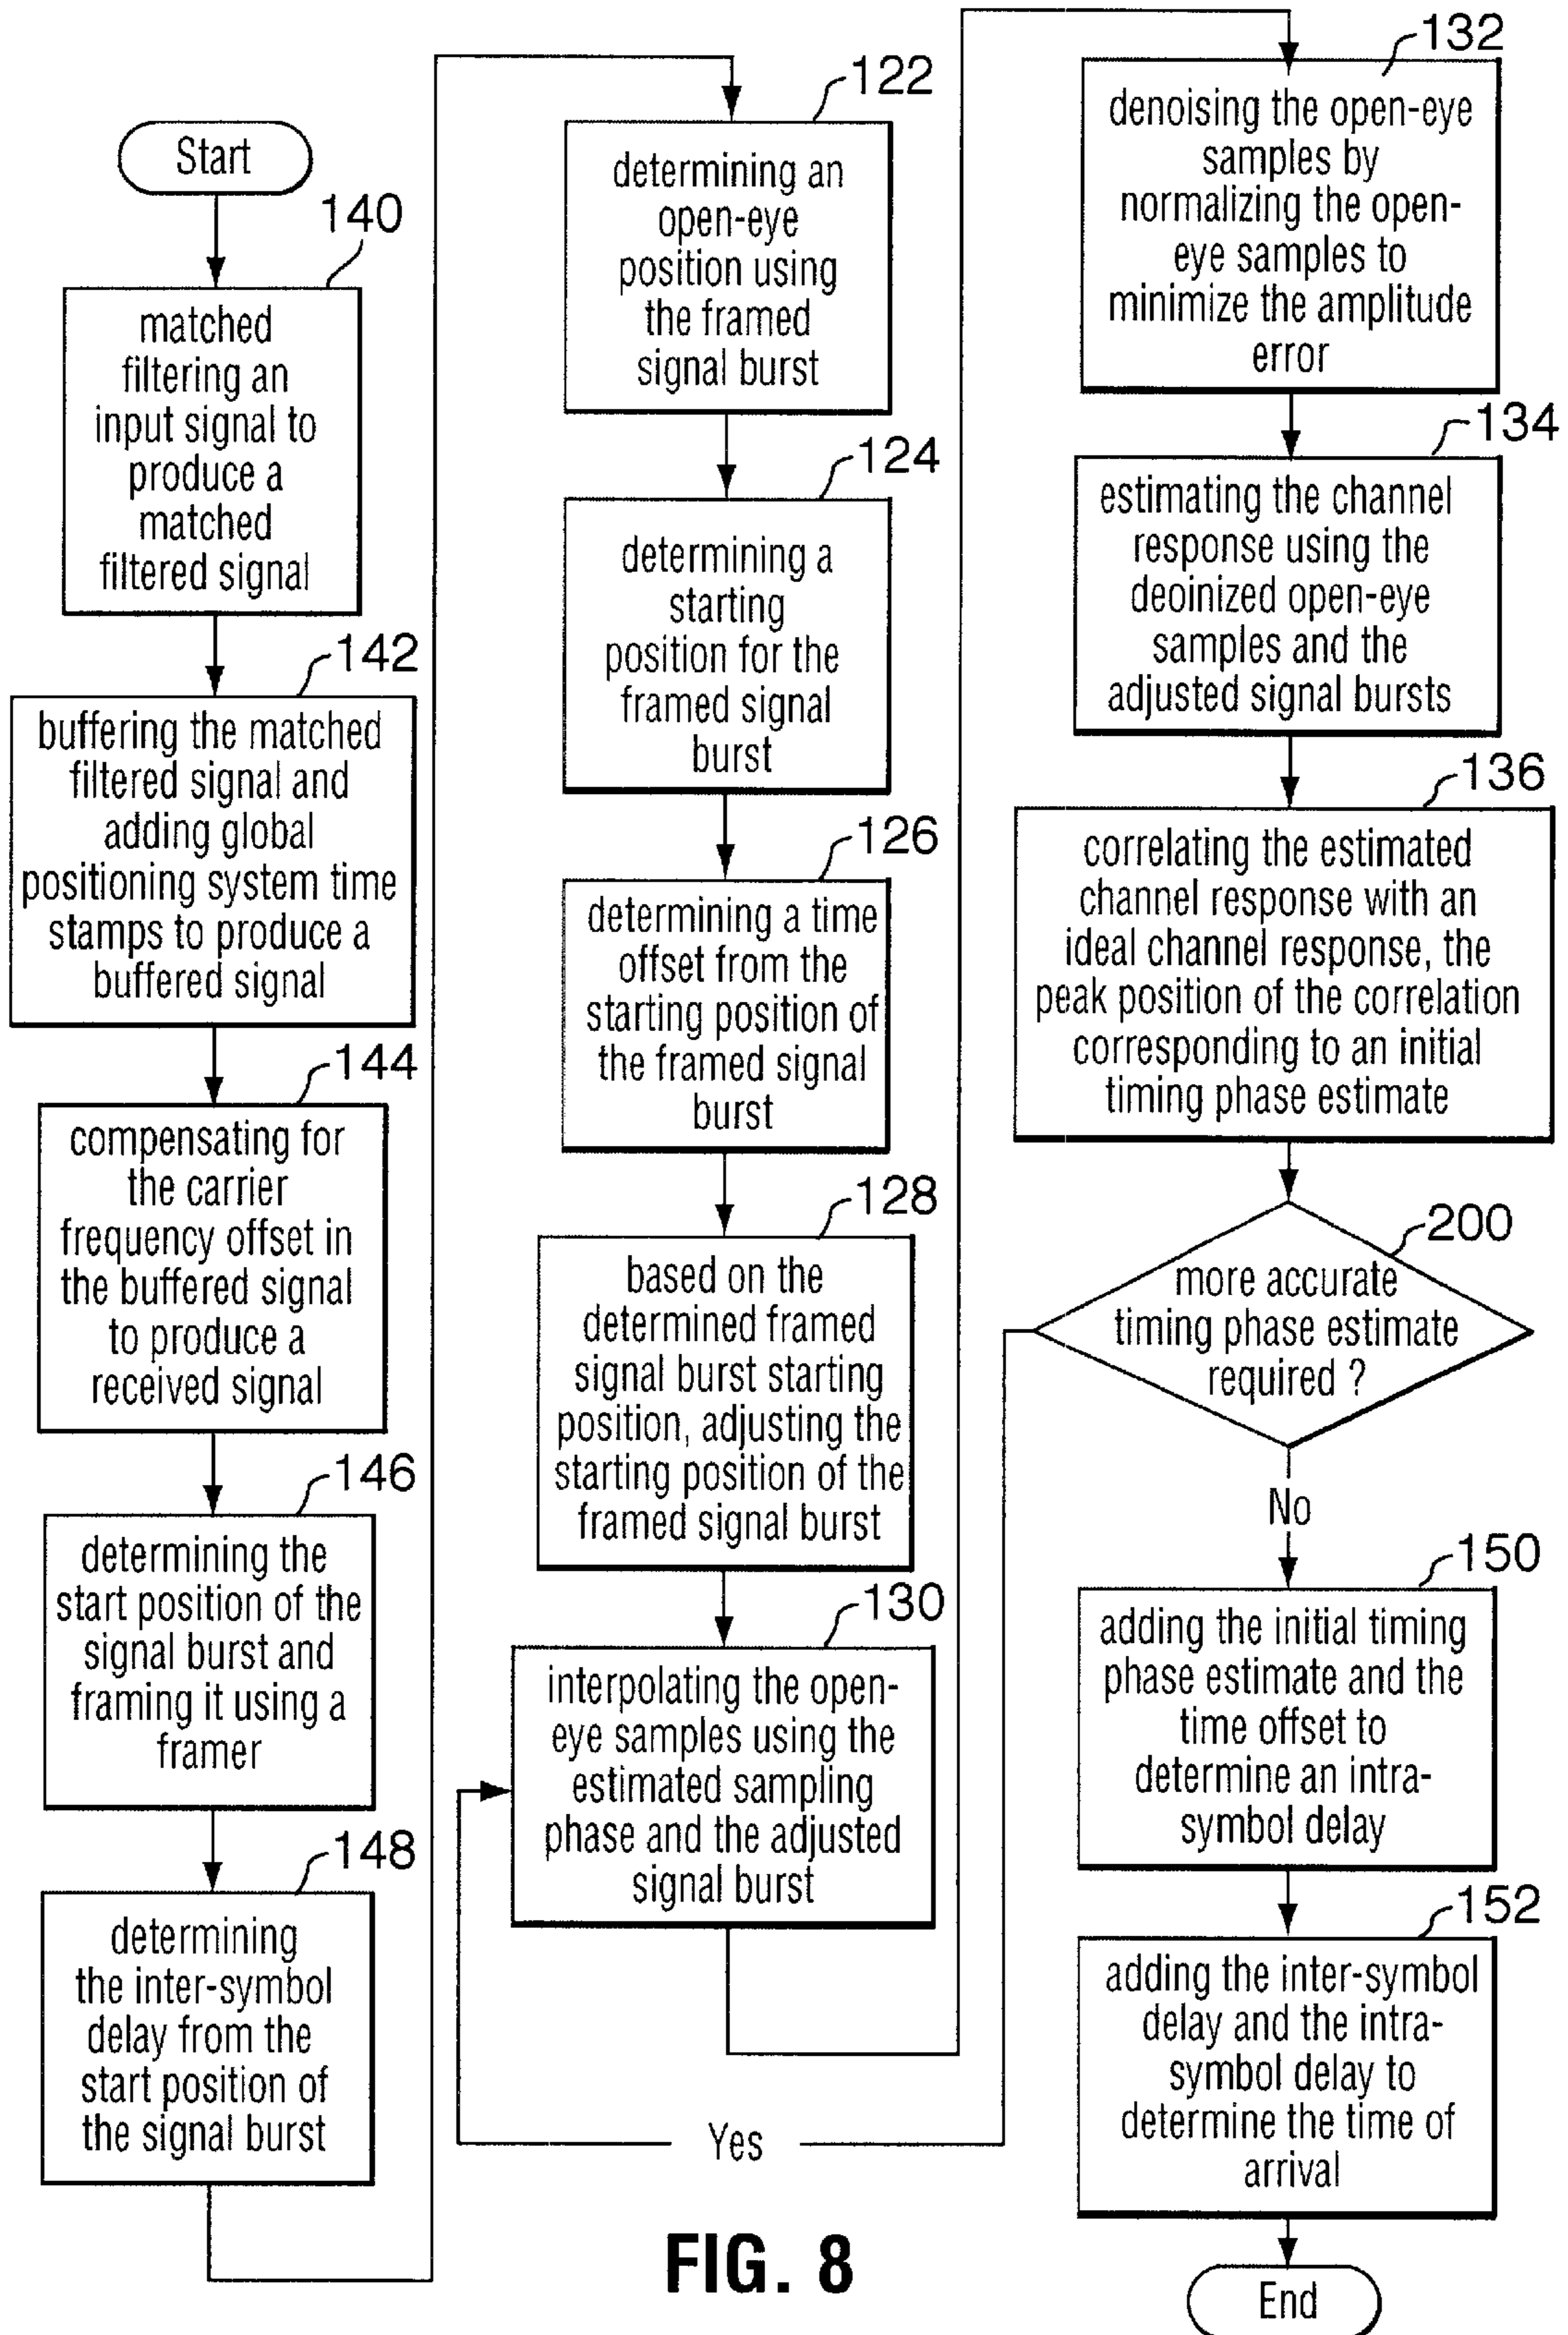 Start
140
matched
filtering an
input signal to
produce a
matched
filtered signal
142
buffering the matched
filtered signal and
adding global
positioning system time
stamps to produce a
buffered signal
144
compensating for
the carrier
frequency offset in
the buffered signal
to produce a
received signal
146
determining the
start position of the
signal burst and
framing it using a
framer
148
determining
the inter-symbol
delay from the
start position of
the signal burst
122
determining an
open-eye
position using
the framed
signal burst
124
determining a
starting
position for the
framed signal
burst
126
determining a time
offset from the
starting position of
the framed signal
burst
128
based on the
determined framed
signal burst starting
position, adjusting the
starting position of the
framed signal burst
130
interpolating the open-
eye samples using the
estimated sampling
phase and the adjusted
signal burst
132
denoising the open-eye
samples by
normalizing the open-
eye samples to
minimize the amplitude
error
134
estimating the channel
response using the
deoinized open-eye
samples and the
adjusted signal bursts
136
correlating the estimated
channel response with an
ideal channel response, the
peak position of the correlation
corresponding to an initial
timing phase estimate
200
more accurate
timing phase estimate
required ?
Yes
No
150
adding the initial timing
phase estimate and the
time offset to
determine an intra-
symbol delay
152
adding the inter-symbol
delay and the intra-
symbol delay to
determine the time of
arrival
End
FIG. 8